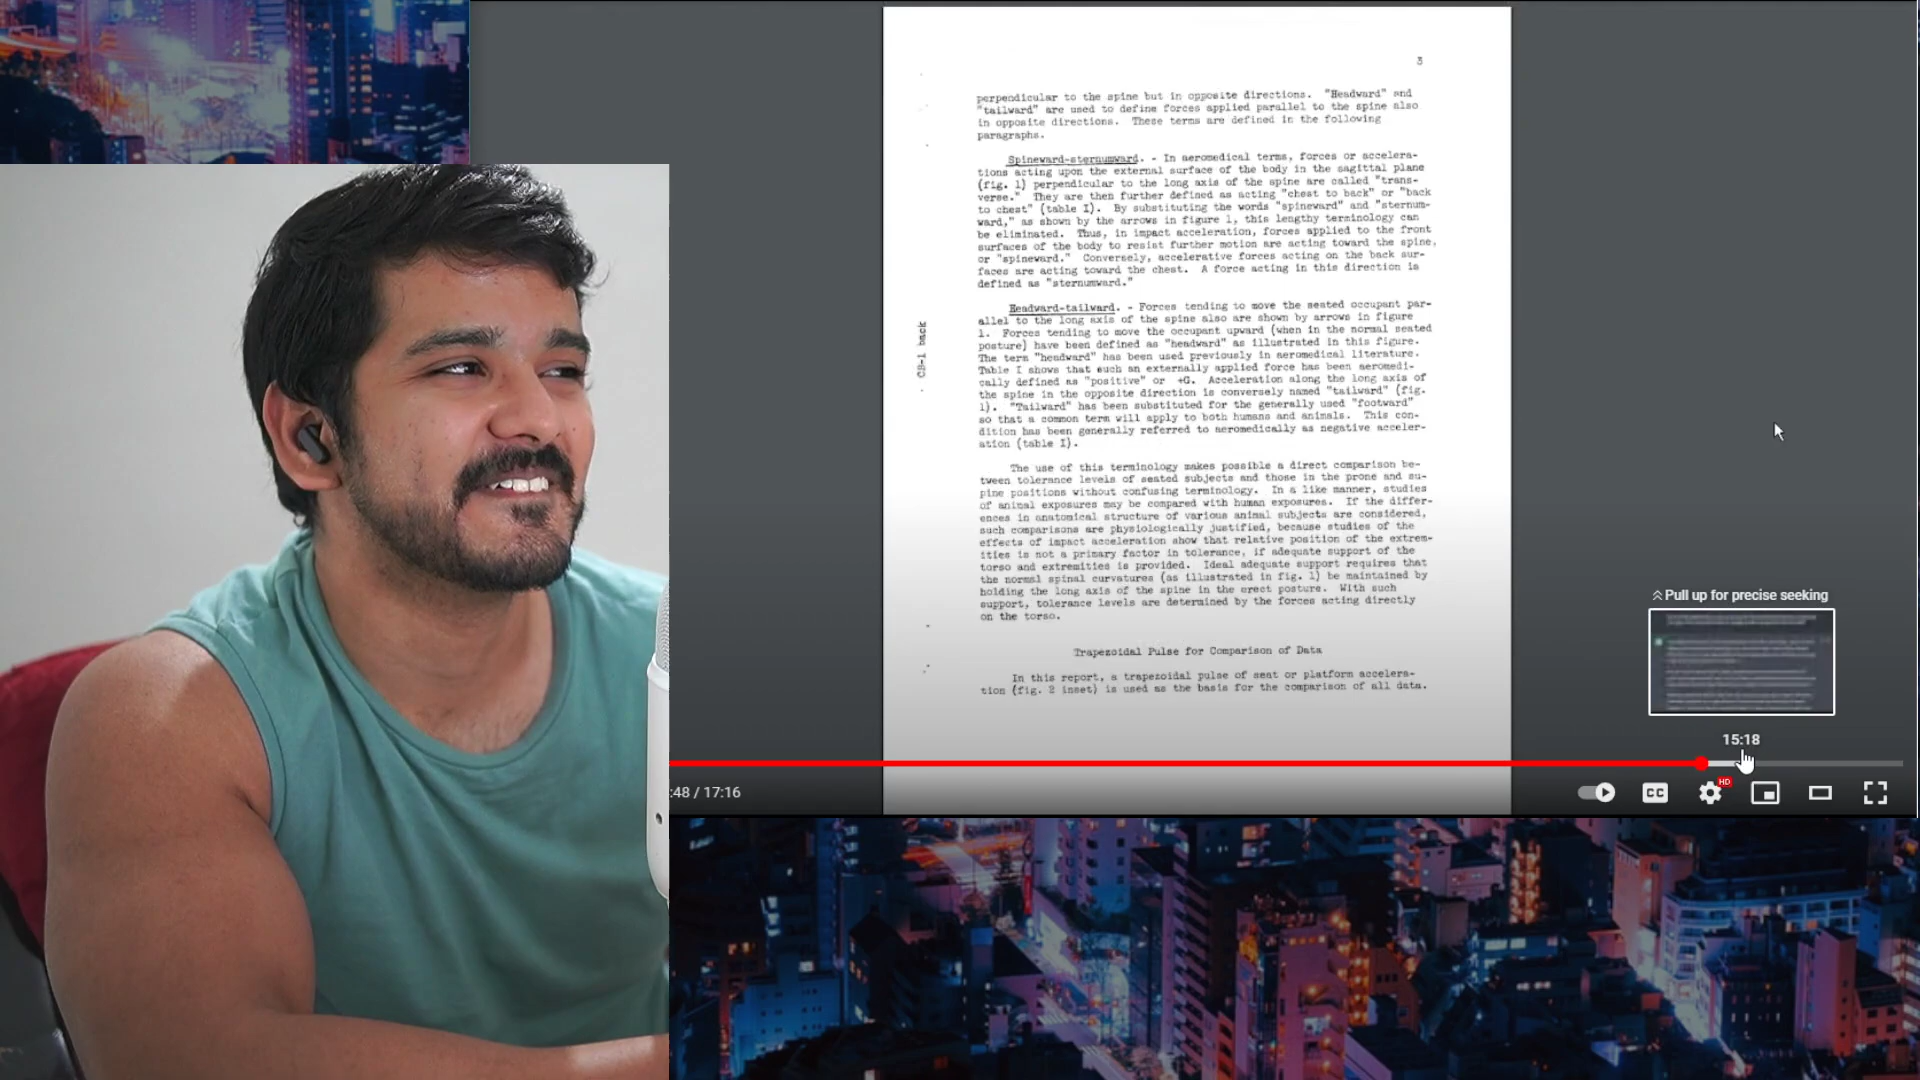 3
perpendicular to the spine but in opposite directions. "Headward" and
"tailward" are used to define forces applied parallel to the spine also
in opposite directions. These terms are defined in the following
paragraphs.
Spineward-sternumward. - In aeromedical terms, forces or accelera-
tions acting upon the external surface of the body in the sagittal plane
(fig. 1) perpendicular to the long axis of the spine are called "trans-
verse." They are then further defined as acting "chest to back" or "back
to chest" (table I). By substituting the words "spineward" and "sternum-
ward," as shown by the arrows in figure 1, this lengthy terminology can
be eliminated. Thus, in impact acceleration, forces applied to the front
surfaces of the body to resist further motion are acting toward the spine,
or "spineward." Conversely, accelerative forces acting on the back sur-
faces are acting toward the chest. A force acting in this direction is
defined as "sternumward."
Headward-tailward. - Forces tending to move the seated occupant par-
allel to the long axis of the spine also are shown by arrows in figure
1. Forces tending to move the occupant upward (when in the normal seated
posture) have been defined as "headward" as illustrated in this figure.
The term "headward" has been used previously in aeromedical literature.
Table I shows that such an externally applied force has been aeromedi-
cally defined as "positive" or +G. Acceleration along the long axis of
the spine in the opposite direction is conversely named "tailward" (fig.
1). "Tailward" has been substituted for the generally used "footward"
so that a common term will apply to both humans and animals. This con-
dition has been generally referred to aeromedically as negative acceler-
ation (table I).
CS-1 back
The use of this terminology makes possible a direct comparison be-
tween tolerance levels of seated subjects and those in the prone and su-
pine positions without confusing terminology. In a like manner, studies
of animal exposures may be compared with human exposures. If the differ-
ences in anatomical structure of various animal subjects are considered,
such comparisons are physiologically justified, because studies of the
effects of impact acceleration show that relative position of the extrem-
ities is not a primary factor in tolerance, if adequate support of the
torso and extremities is provided. Ideal adequate support requires that
the normal spinal curvatures (as illustrated in fig. 1) be maintained by
holding the long axis of the spine in the erect posture. With such
support, tolerance levels are determined by the forces acting directly
on the torso.
Trapezoidal Pulse for Comparison of Data
In this report, a trapezoidal pulse of seat or platform accelera-
tion (fig. 2 inset) is used as the basis for the comparison of all data.
Pull up for precise seeking
15:18
:48 / 17:16
CC
HD